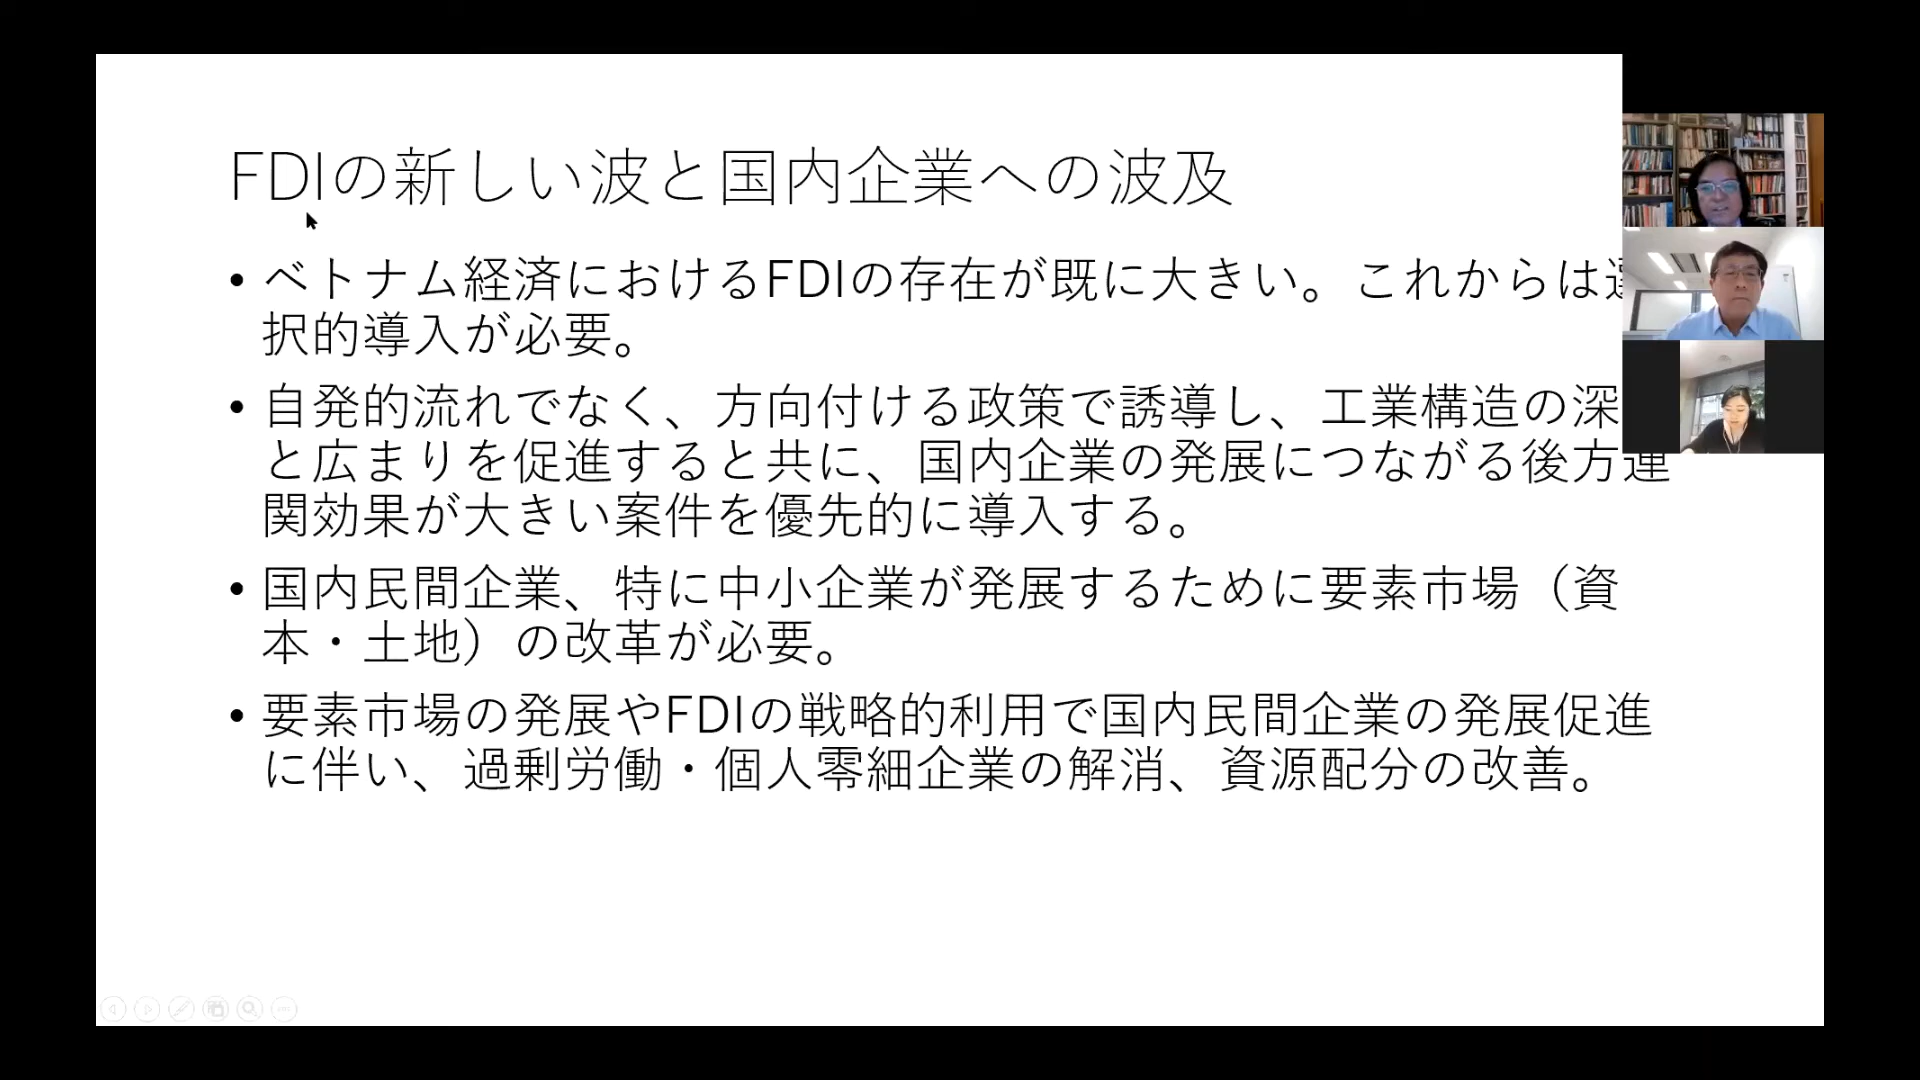 FDIの新しい波と国内企業への波及
• ベトナム経済におけるFDIの存在が既に大きい。これからは選
択的導入が必要。
• 自発的流れでなく、方向付ける政策で誘導し、工業構造の深
と広まりを促進すると共に、国内企業の発展につながる後方連
関効果が大きい案件を優先的に導入する。
• 国内民間企業、特に中小企業が発展するために要素市場（資
本・土地）の改革が必要。
• 要素市場の発展やFDIの戦略的利用で国内民間企業の発展促進
に伴い、過剰労働・個人零細企業の解消、資源配分の改善。